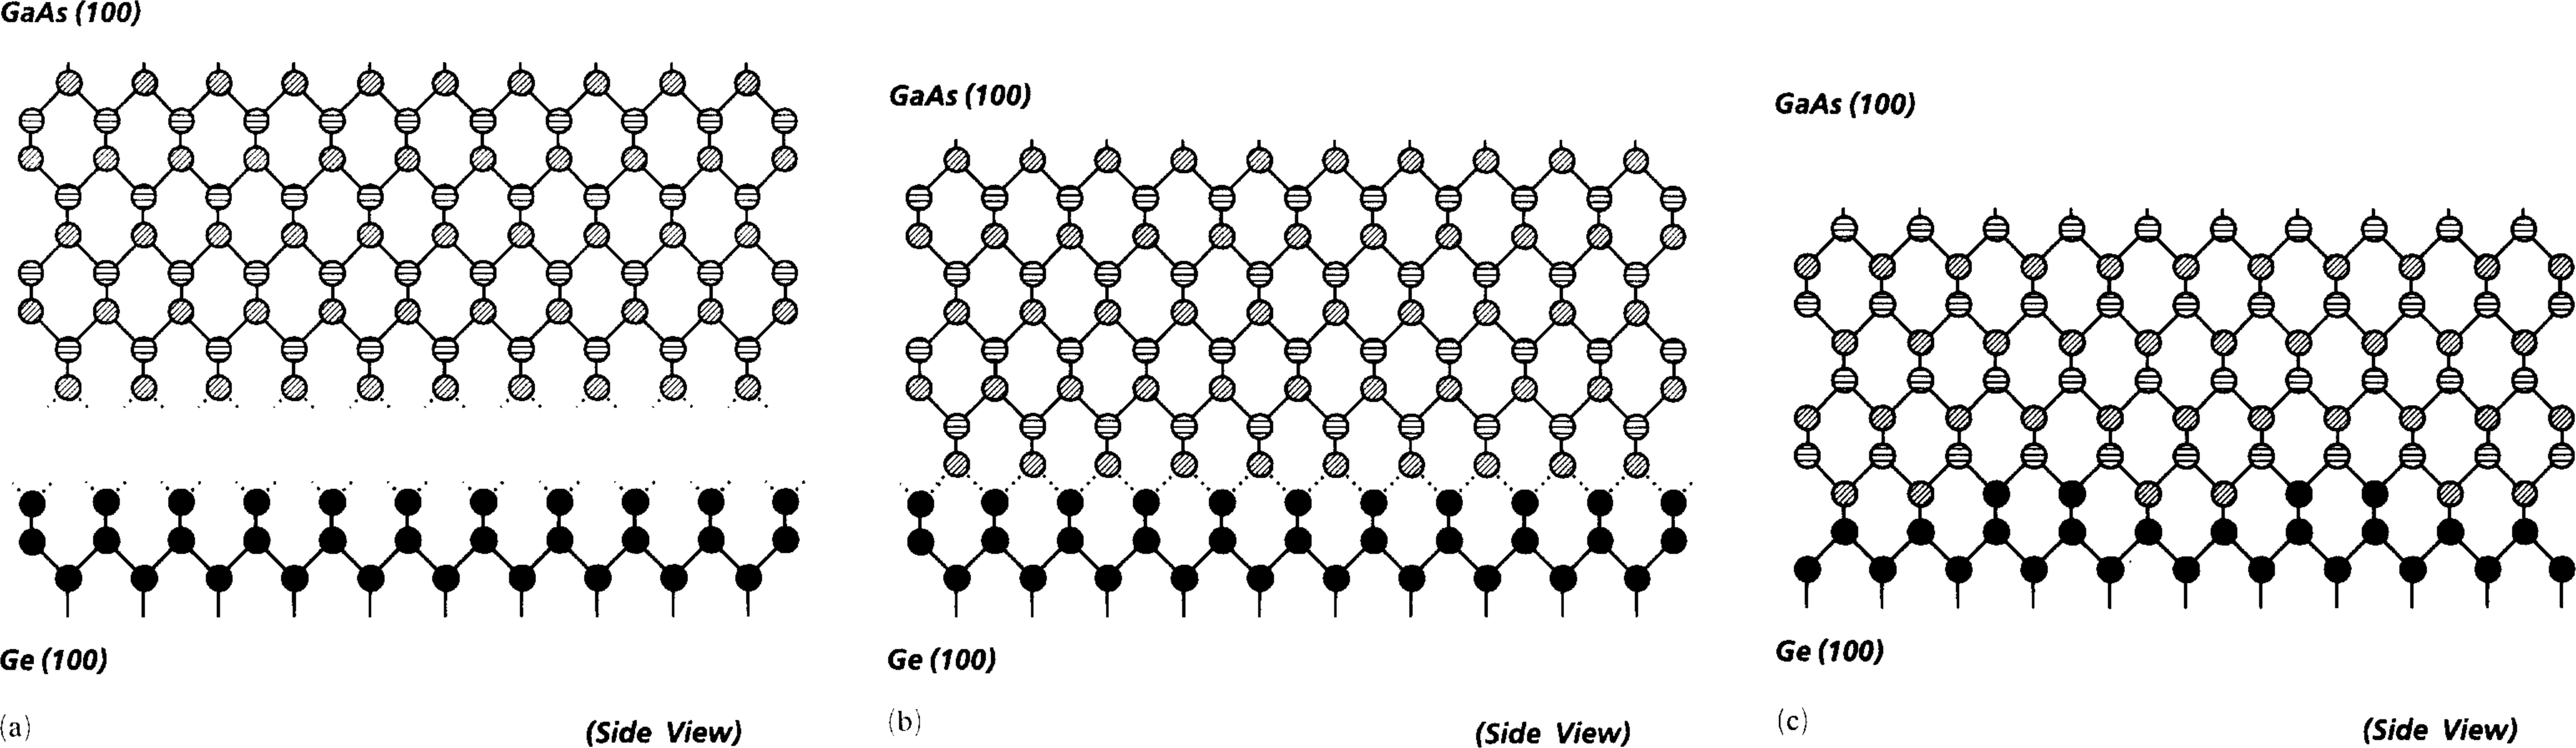 GaAs (100)
Ge (100)
(a)
(Side View)
GaAs (100)
Ge (100)
(b)
(Side View)
GaAs (100)
Ge (100)
(c)
(Side View)